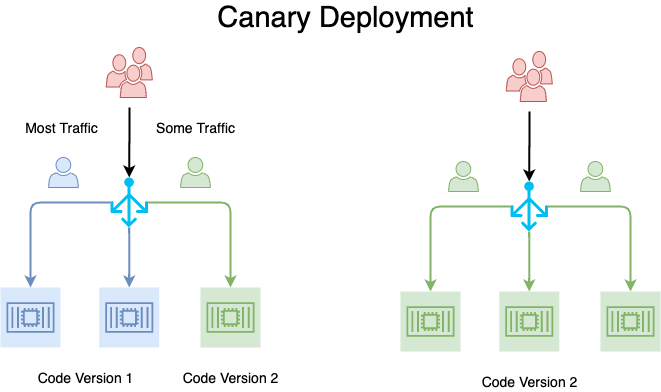 Canary Deployment
Most Traffic
Some Traffic
Code Version 1
Code Version 2
Code Version 2